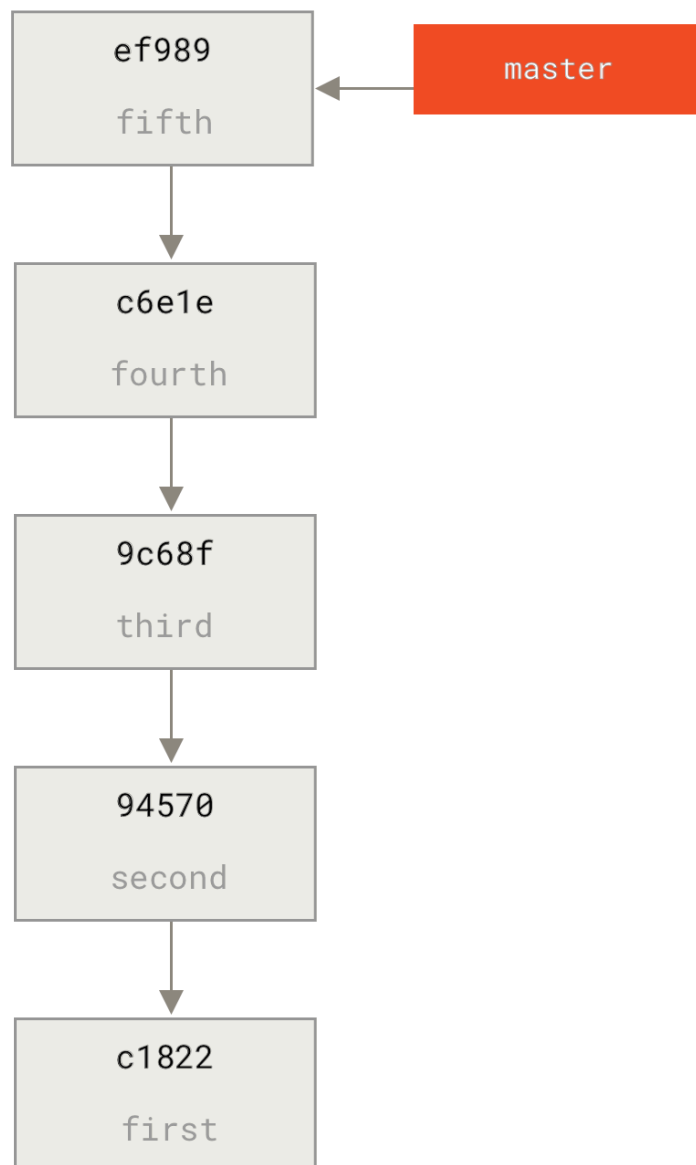 ef989
fifth
master
c6e1e
fourth
9c68f
third
94570
second
c1822
first